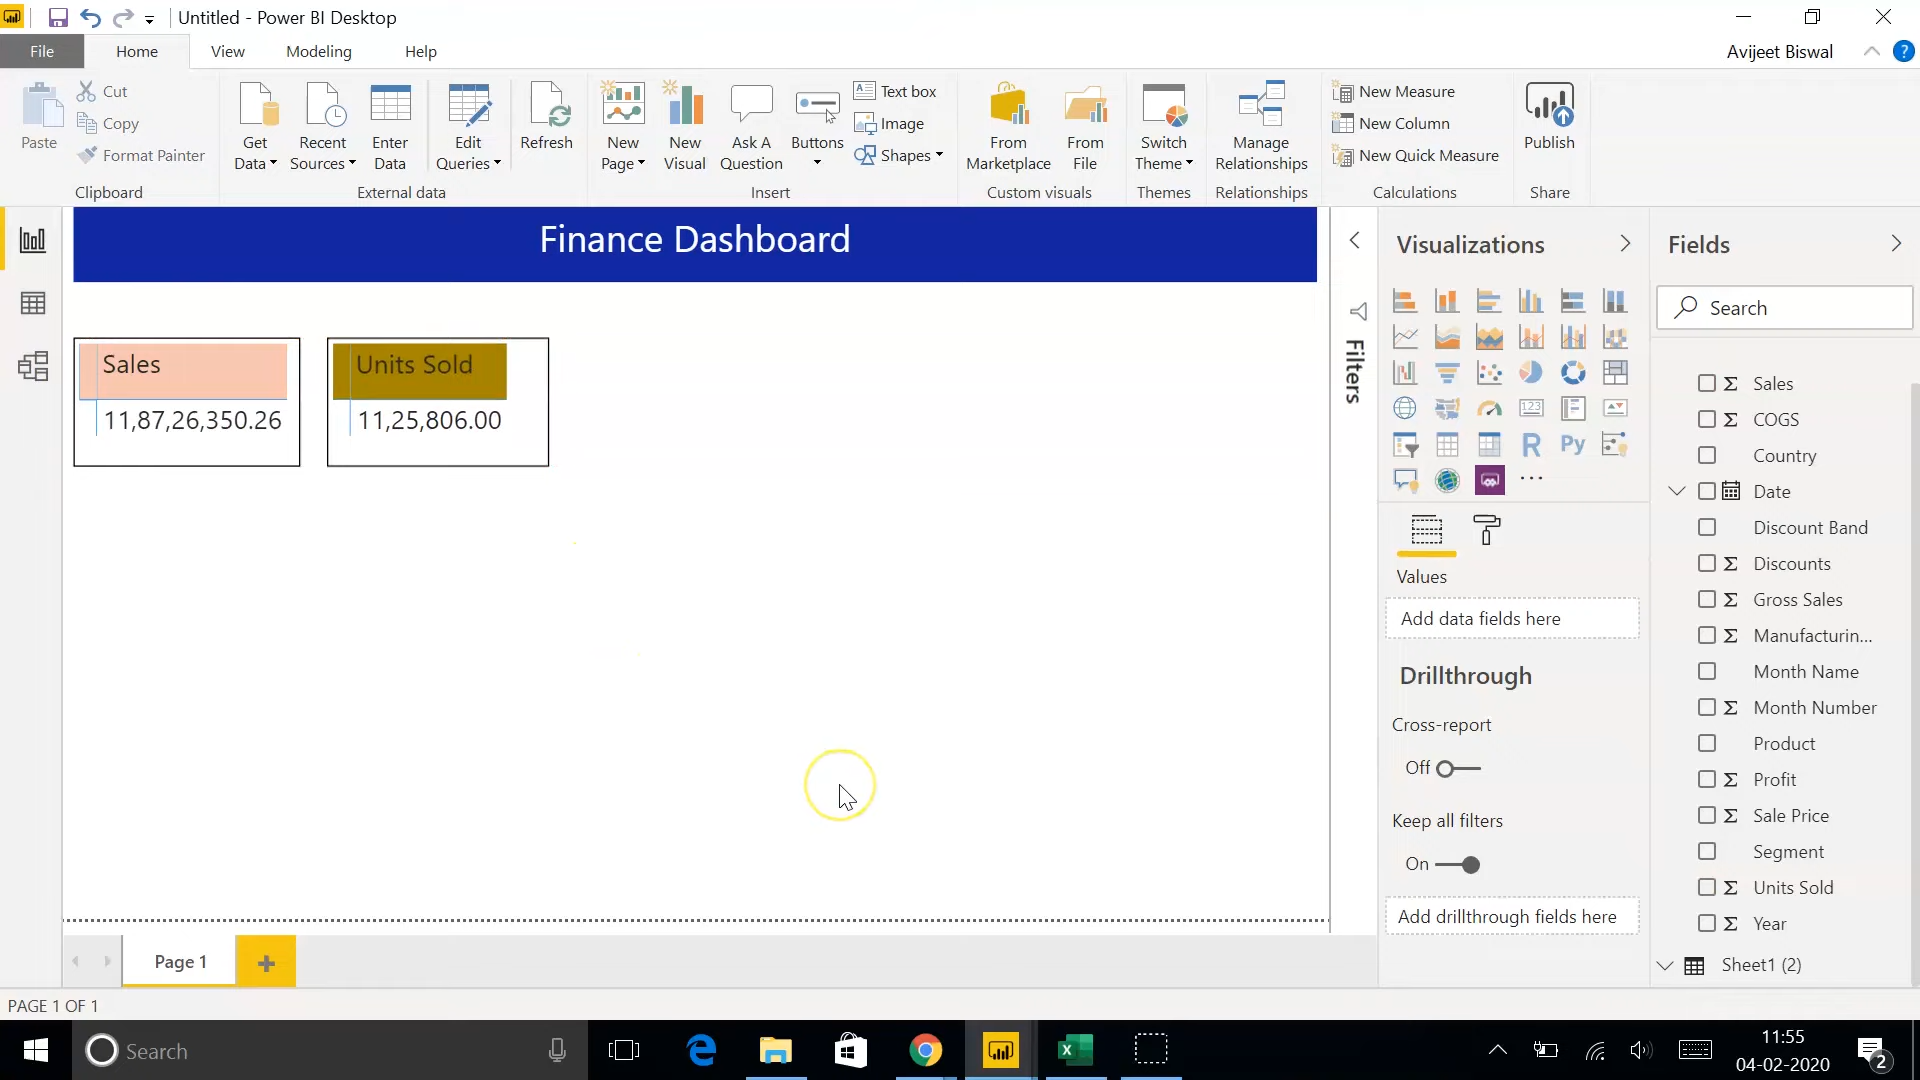 Untitled - Power BI Desktop
File
Home
View
Modeling
Help
Avijeet Biswal
?
Paste
Cut
Copy
Format Painter
Clipboard
Get Data
Recent Sources
Enter Data
Edit Queries
External data
Refresh
New Page
New Visual
Ask A Question
Buttons
Text box
Image
Shapes
Insert
From Marketplace
From File
Custom visuals
Switch Theme
Themes
Manage Relationships
Relationships
New Measure
New Column
New Quick Measure
Calculations
Publish
Share
Finance Dashboard
Sales
11,87,26,350.26
Units Sold
11,25,806.00
Filters
Visualizations
123
R
Py
Values
Add data fields here
Drillthrough
Cross-report
Off
Keep all filters
On
Add drillthrough fields here
Fields
Search
Sales
COGS
Country
Date
Discount Band
Discounts
Gross Sales
Manufacturin...
Month Name
Month Number
Product
Profit
Sale Price
Segment
Units Sold
Year
Sheet1 (2)
Page 1
PAGE 1 OF 1
Search
11:55
04-02-2020
2